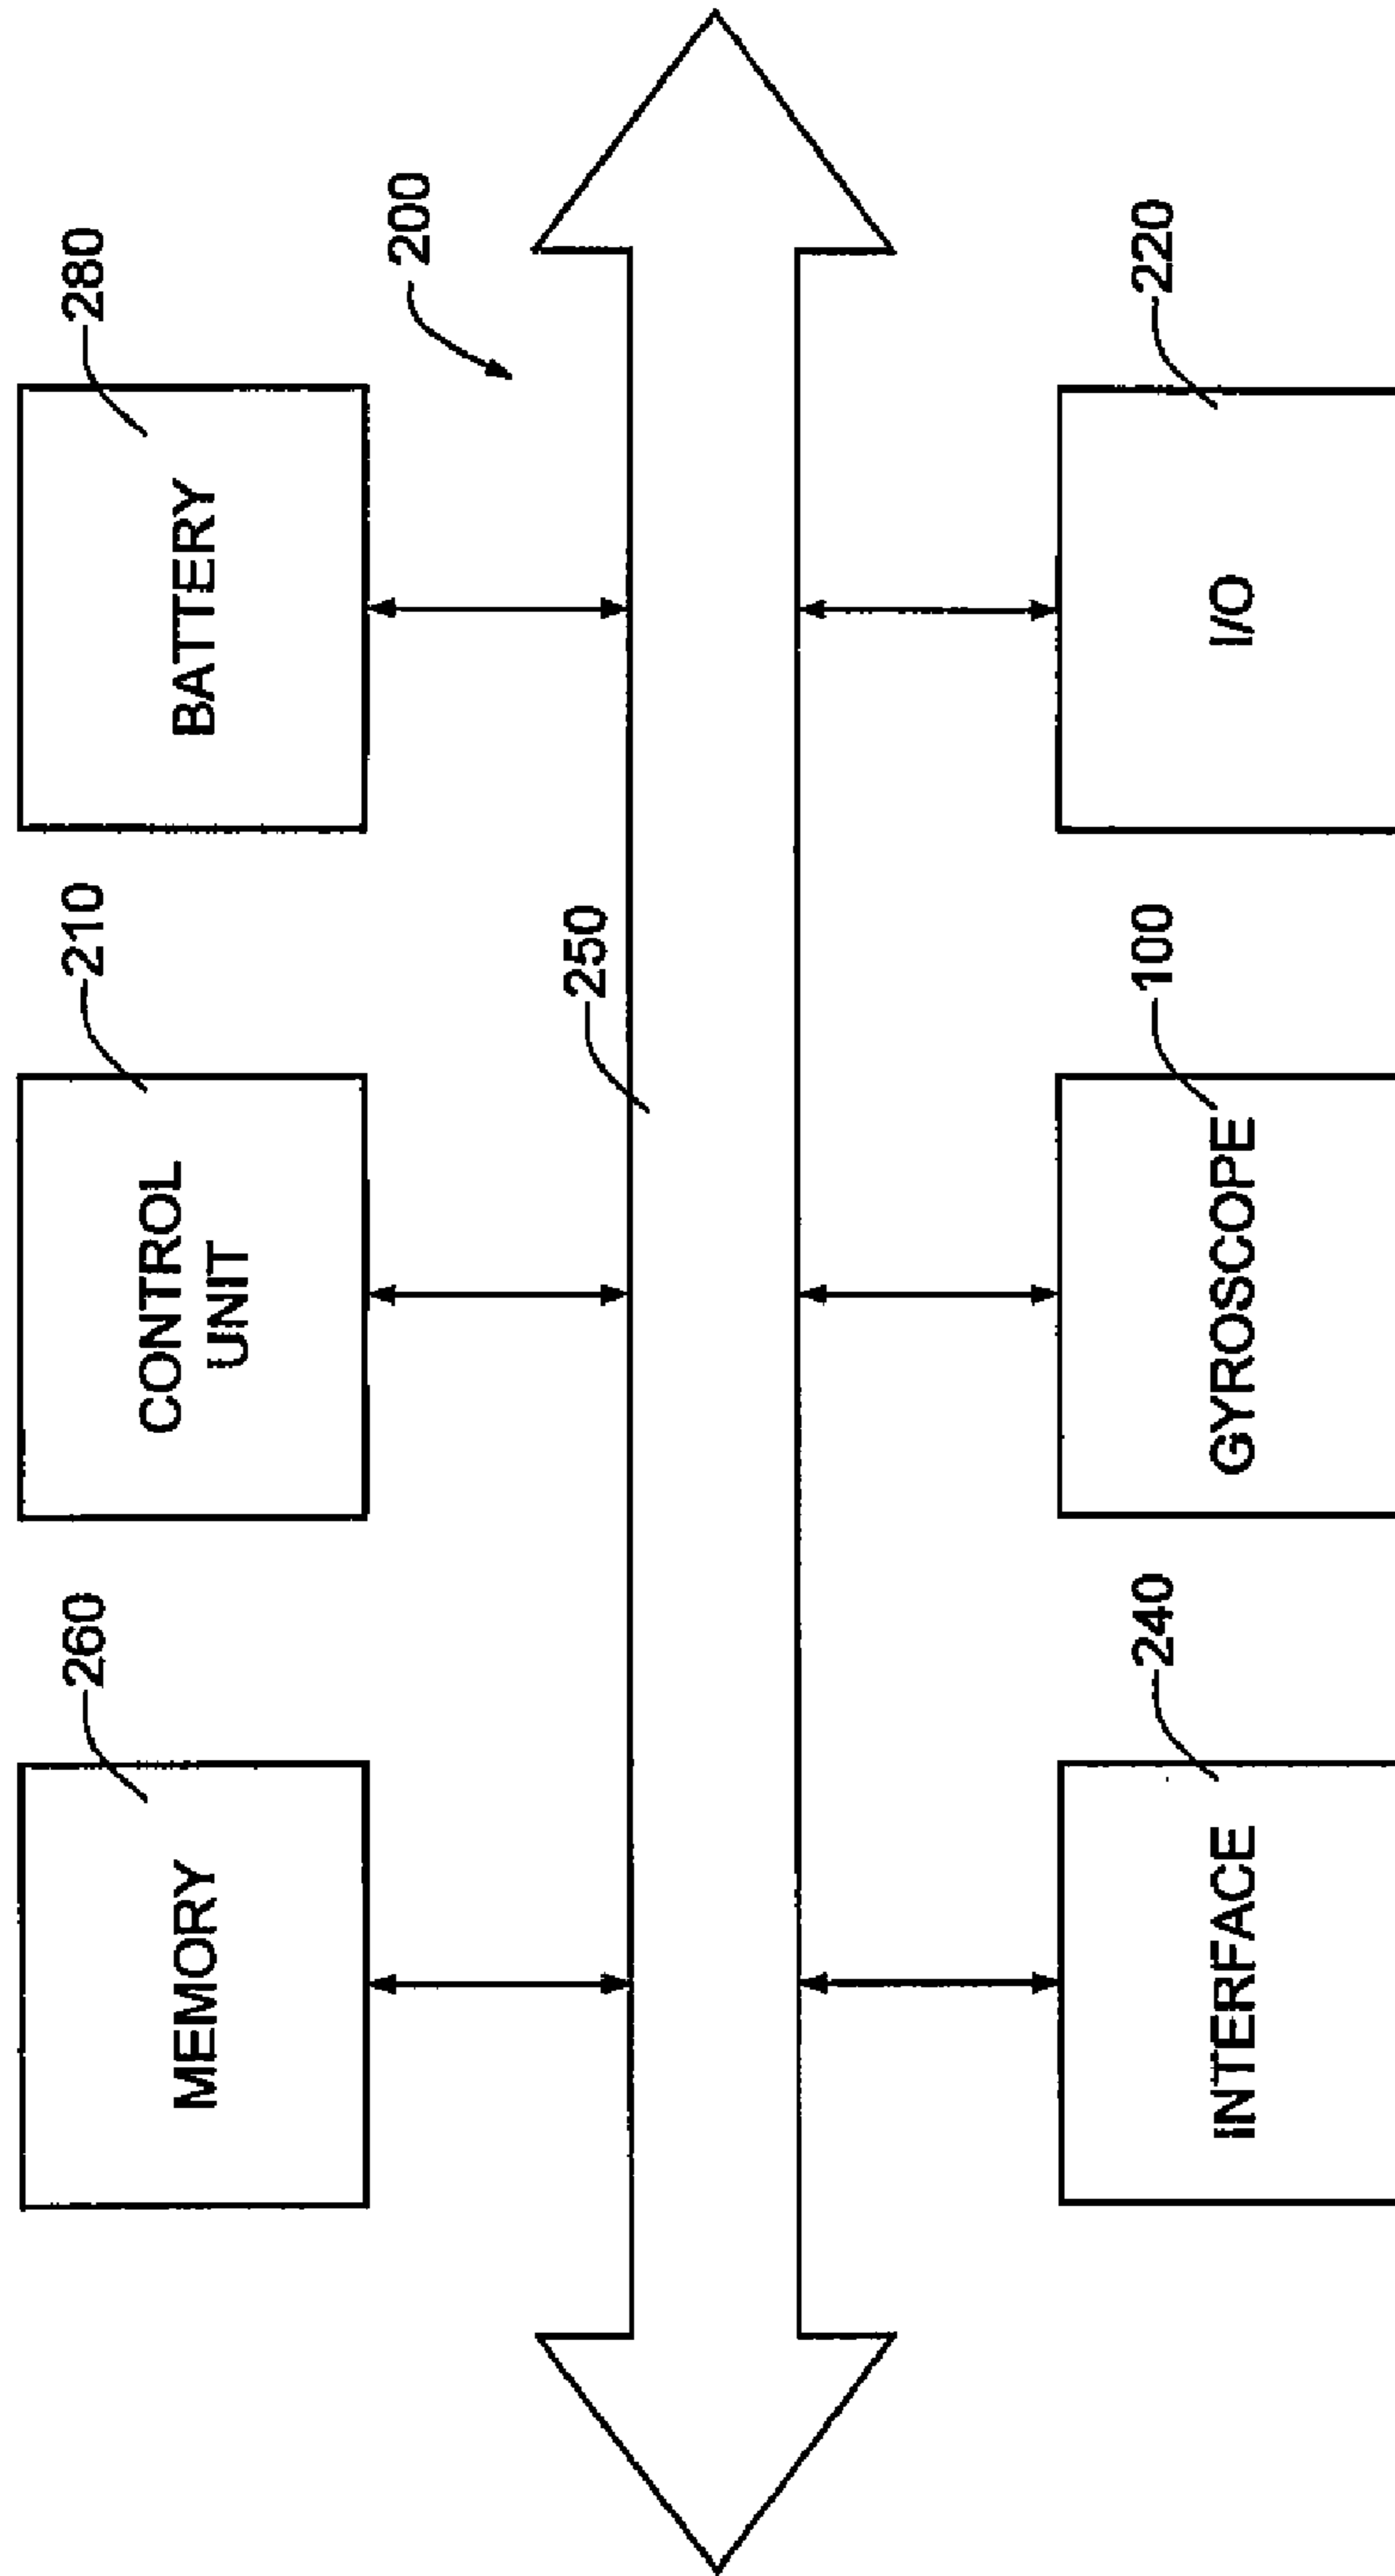 260
MEMORY
210
CONTROL
UNIT
280
BATTERY
200
250
240
INTERFACE
100
GYROSCOPE
220
I/O